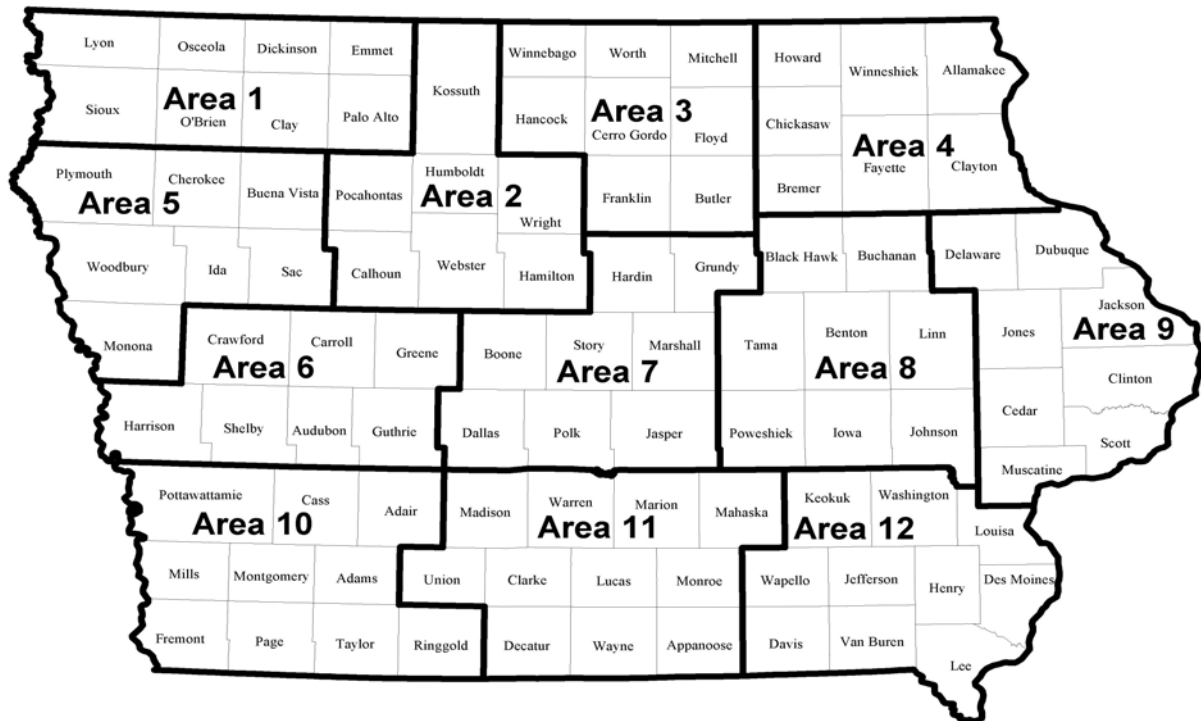 Lyon
Osceola
Dickinson
Emmet
Sioux
Area 1
O'Brien
Clay
Palo Alto
Kossuth
Winnebago
Worth
Mitchell
Hancock
Area 3
Cerro Gordo
Floyd
Franklin
Butler
Howard
Winneshiek
Allamakee
Chickasaw
Area 4
Fayette
Clayton
Bremer
Plymouth
Cherokee
Buena Vista
Area 5
Woodbury
Ida
Sac
Monona
Pocahontas
Humboldt
Area 2
Wright
Calhoun
Webster
Hamilton
Hardin
Grundy
Black Hawk
Buchanan
Delaware
Dubuque
Jackson
Jones
Area 9
Clinton
Cedar
Scott
Muscatine
Crawford
Carroll
Greene
Area 6
Harrison
Shelby
Audubon
Guthrie
Boone
Story
Marshall
Area 7
Dallas
Polk
Jasper
Tama
Benton
Linn
Area 8
Poweshiek
Iowa
Johnson
Pottawattamie
Cass
Adair
Area 10
Mills
Montgomery
Adams
Fremont
Page
Taylor
Ringgold
Madison
Warren
Marion
Mahaska
Area 11
Union
Clarke
Lucas
Monroe
Decatur
Wayne
Appanoose
Keokuk
Washington
Area 12
Louisa
Wapello
Jefferson
Henry
Des Moines
Davis
Van Buren
Lee